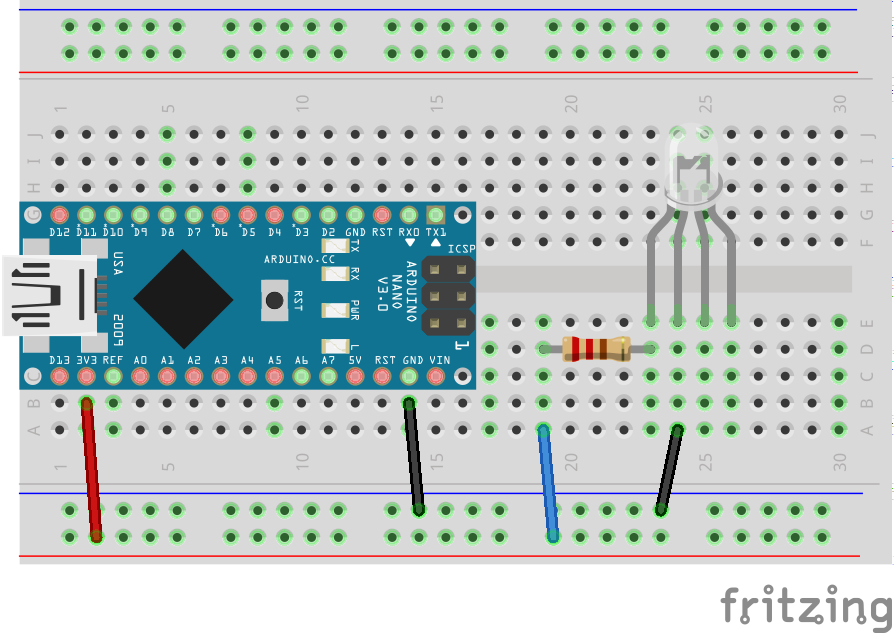 1 5 10 15 20 25 30
J J
I I
H H
G G
F F
D12 D11 D10 D9 D8 D7 D6 D5 D4 D3 D2 GND RST RX0 TX1
USA
5009
ARDUINO.CC
RST
TX
RX
PWR
L
ARDUINO
NANO
V3.0
ICSP
1
D13 3V3 REF A0 A1 A2 A3 A4 A5 A6 A7 5V RST GND VIN
E E
D D
C C
B B
A A
1 5 10 15 20 25 30
fritzing